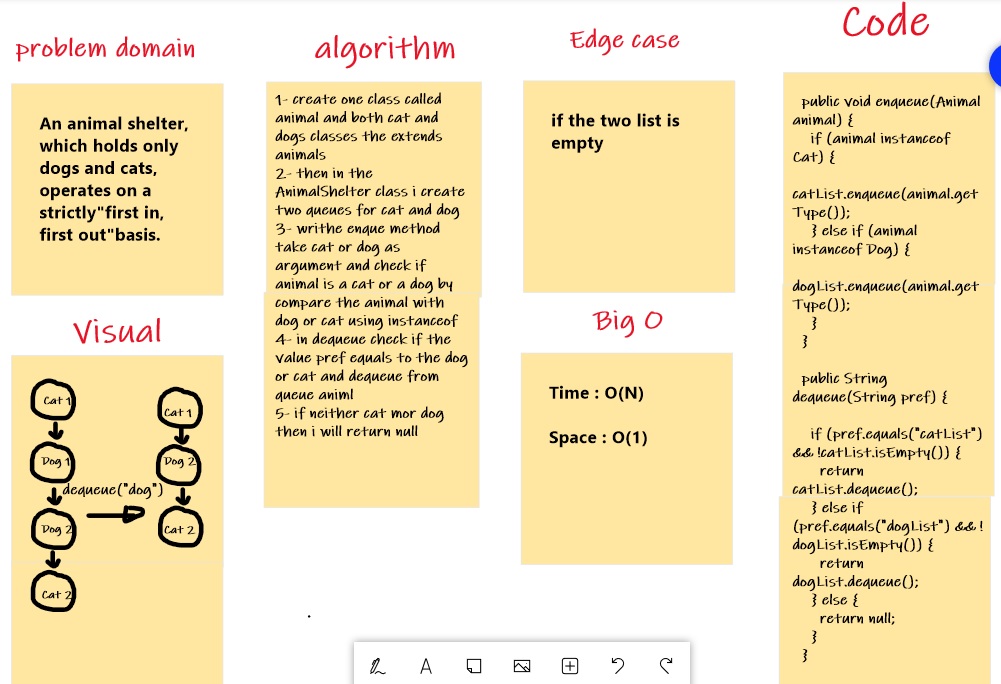 problem domain
An animal shelter,
which holds only
dogs and cats,
operates on a
strictly"first in,
first out"basis.
Visual
Cat 1
Dog 1
Dog 2
Cat 2
dequeue("dog")
Cat 1
Dog 2
Cat 2
algorithm
1- create one class called
animal and both cat and
dogs classes the extends
animals
2- then in the
AnimalShelter class i create
two queues for cat and dog
3- writhe enque method
take cat or dog as
argument and check if
animal is a cat or a dog by
compare the animal with
dog or cat using instanceof
4- in dequeue check if the
value pref equals to the dog
or cat and dequeue from
queue animl
5- if neither cat mor dog
then i will return null
Edge case
if the two list is
empty
Big O
Time : O(N)
Space : O(1)
Code
public void enqueue(Animal
animal) {
if (animal instanceof
Cat) {
catList.enqueue(animal.get
Type());
} else if (animal
instanceof Dog) {
dogList.enqueue(animal.get
Type());
}
}
public String
dequeue(String pref) {
if (pref.equals("catList")
&& !catList.isEmpty()) {
return
catList.dequeue();
} else if
(pref.equals("dogList") && !
dogList.isEmpty()) {
return
dogList.dequeue();
} else {
return null;
}
}
A